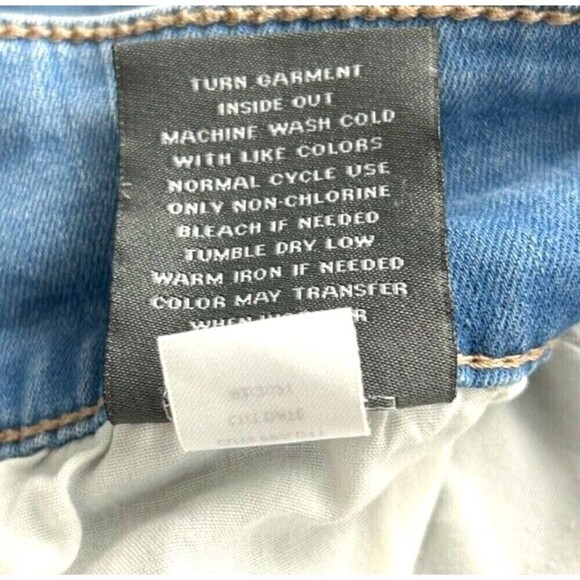 TURN GARMENT
INSIDE OUT
MACHINE WASH COLD
WITH LIKE COLORS
NORMAL CYCLE USE
ONLY NON-CHLORINE
BLEACH IF NEEDED
TUMBLE DRY LOW
WARM IRON IF NEEDED
COLOR MAY TRANSFER
WHEN